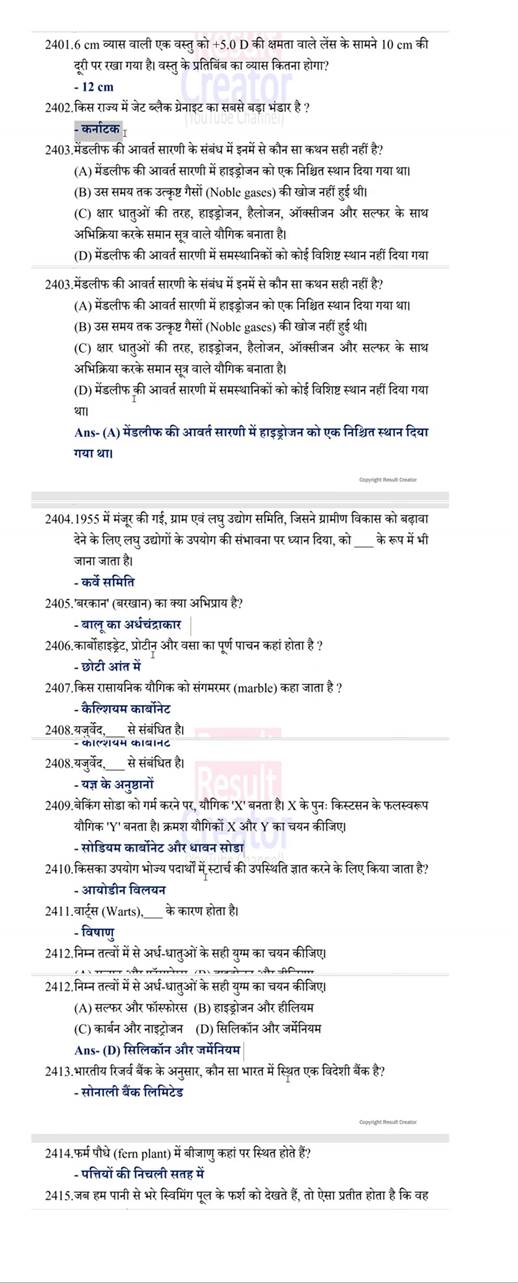 2401.6 cm व्यास वाली एक वस्तु को +5.0 D की क्षमता वाले लेंस के सामने 10 cm की
दूरी पर रखा गया है। वस्तु के प्रतिबिंब का व्यास कितना होगा?
- 12 cm
2402.किस राज्य में जेट ब्लैक ग्रेनाइट का सबसे बड़ा भंडार है ?
- कर्नाटक
2403.मेंडलीफ की आवर्त सारणी के संबंध में इनमें से कौन सा कथन सही नहीं है?
(A) मेंडलीफ की आवर्त सारणी में हाइड्रोजन को एक निश्चित स्थान दिया गया था।
(B) उस समय तक उत्कृष्ट गैसों (Noble gases) की खोज नहीं हुई थी।
(C) क्षार धातुओं की तरह, हाइड्रोजन, हैलोजन, ऑक्सीजन और सल्फर के साथ
अभिक्रिया करके समान सूत्र वाले यौगिक बनाता है।
(D) मेंडलीफ की आवर्त सारणी में समस्थानिकों को कोई विशिष्ट स्थान नहीं दिया गया
2403.मेंडलीफ की आवर्त सारणी के संबंध में इनमें से कौन सा कथन सही नहीं है?
(A) मेंडलीफ की आवर्त सारणी में हाइड्रोजन को एक निश्चित स्थान दिया गया था।
(B) उस समय तक उत्कृष्ट गैसों (Noble gases) की खोज नहीं हुई थी।
(C) क्षार धातुओं की तरह, हाइड्रोजन, हैलोजन, ऑक्सीजन और सल्फर के साथ
अभिक्रिया करके समान सूत्र वाले यौगिक बनाता है।
(D) मेंडलीफ की आवर्त सारणी में समस्थानिकों को कोई विशिष्ट स्थान नहीं दिया गया
था।
Ans- (A) मेंडलीफ की आवर्त सारणी में हाइड्रोजन को एक निश्चित स्थान दिया
गया था।
Copyright Result Creator
2404.1955 में मंजूर की गई, ग्राम एवं लघु उद्योग समिति, जिसने ग्रामीण विकास को बढ़ावा
देने के लिए लघु उद्योगों के उपयोग की संभावना पर ध्यान दिया, को ___ के रूप में भी
जाना जाता है।
- कर्वे समिति
2405.'बरकान' (बरखान) का क्या अभिप्राय है?
- बालू का अर्धचंद्राकार
2406.कार्बोहाइड्रेट, प्रोटीन और वसा का पूर्ण पाचन कहां होता है ?
- छोटी आंत में
2407.किस रासायनिक यौगिक को संगमरमर (marble) कहा जाता है ?
- कैल्शियम कार्बोनेट
2408.यजुर्वेद,___ से संबंधित है।
- कैल्शियम कार्बोनेट
2408.यजुर्वेद,___ से संबंधित है।
- यज्ञ के अनुष्ठानों
2409.बेकिंग सोडा को गर्म करने पर, यौगिक 'X' बनता है। X के पुनः क्रिस्टसन के फलस्वरूप
यौगिक 'Y' बनता है। क्रमश यौगिकों X और Y का चयन कीजिए।
- सोडियम कार्बोनेट और धावन सोडा
2410.किसका उपयोग भोज्य पदार्थों में स्टार्च की उपस्थिति ज्ञात करने के लिए किया जाता है?
- आयोडीन विलयन
2411.वार्ट्स (Warts),___ के कारण होता है।
- विषाणु
2412.निम्न तत्वों में से अर्ध-धातुओं के सही युग्म का चयन कीजिए।
2412.निम्न तत्वों में से अर्ध-धातुओं के सही युग्म का चयन कीजिए।
(A) सल्फर और फॉस्फोरस (B) हाइड्रोजन और हीलियम
(C) कार्बन और नाइट्रोजन (D) सिलिकॉन और जर्मेनियम
Ans- (D) सिलिकॉन और जर्मेनियम
2413.भारतीय रिजर्व बैंक के अनुसार, कौन सा भारत में स्थित एक विदेशी बैंक है?
- सोनाली बैंक लिमिटेड
Copyright Result Creator
2414.फर्म पौधे (fern plant) में बीजाणु कहां पर स्थित होते हैं?
- पत्तियों की निचली सतह में
2415.जब हम पानी से भरे स्विमिंग पूल के फर्श को देखते हैं, तो ऐसा प्रतीत होता है कि वह